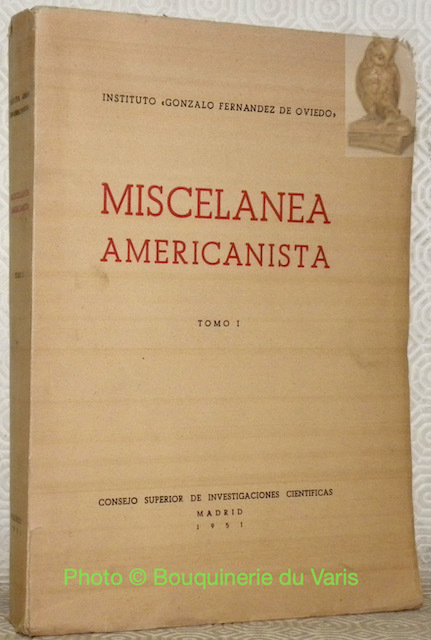 INSTITUTO «GONZALO FERNANDEZ DE OVIEDO»
MISCELANEA
AMERICANISTA
TOMO I
CONSEJO SUPERIOR DE INVESTIGACIONES CIENTIFICAS
MADRID
1951
Photo © Bouquinerie du Varis